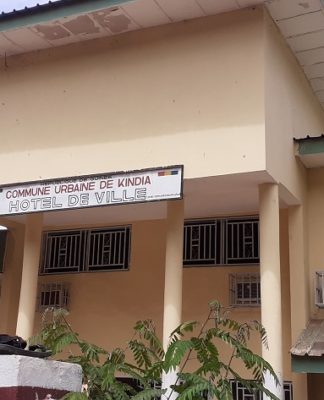 COMMUNE URBAINE DE KINDIA
HOTEL DE VILLE